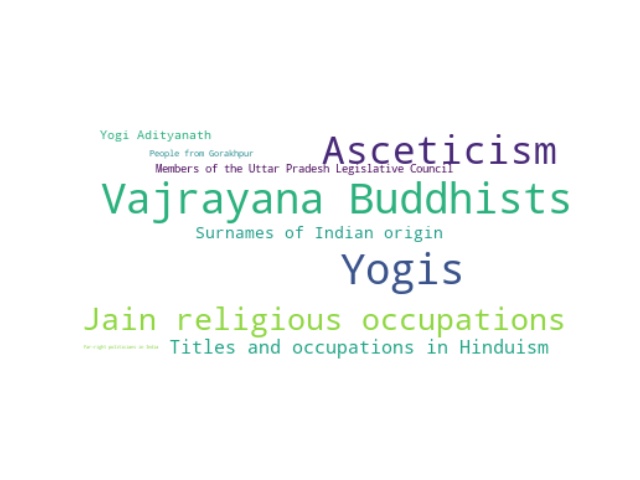 Yogi Adityanath
Asceticism
People from Gorakhpur
Members of the Uttar Pradesh Legislative Council
Vajrayana Buddhists
Surnames of Indian origin
Yogis
Jain religious occupations
Far-right politicians in India
Titles and occupations in Hinduism